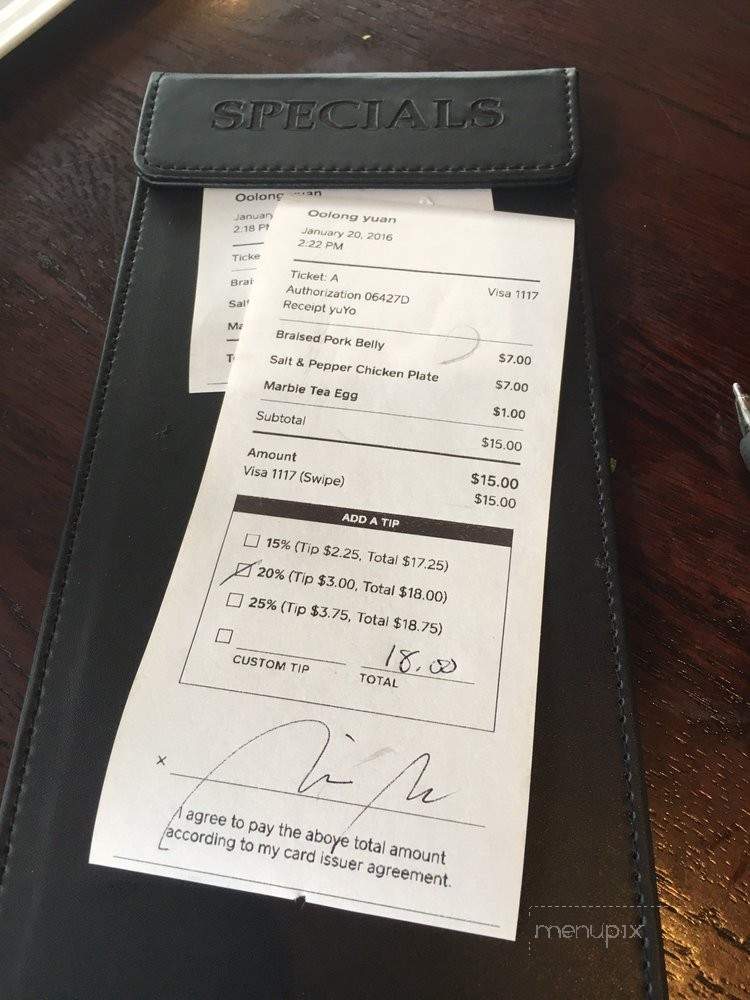 SPECIALS
Oolong
2:18
Oolong yuan
January 20, 2016
2:22 PM
Ticket: A
Visa 1117
Authorization 06427D
Receipt yuYo
Braised Pork Belly $7.00
Salt & Pepper Chicken Plate $7.00
Marble Tea Egg $1.00
Subtotal $15.00
Amount $15.00
Visa 1117 (Swipe) $15.00
ADD A TIP
15% (Tip $2.25, Total $17.25)
20% (Tip $3.00, Total $18.00)
25% (Tip $3.75, Total $18.75)
18.00
CUSTOM TIP TOTAL
x
I agree to pay the above total amount
according to my card issuer agreement.
menupix